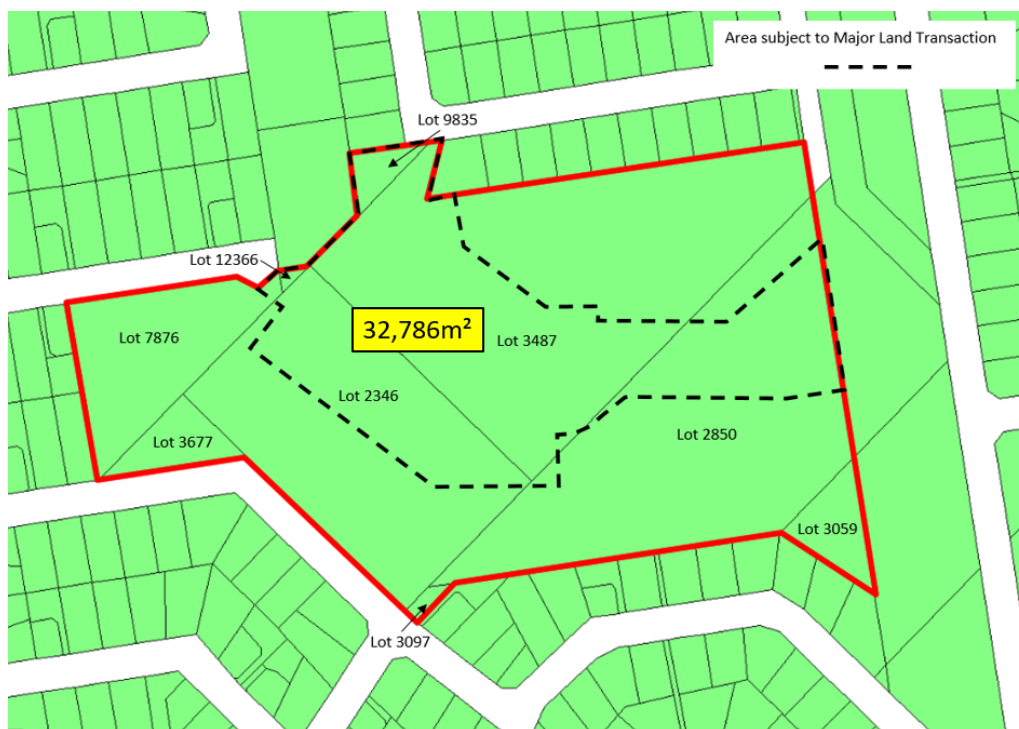 Area subject to Major Land Transaction
Lot 9835
Lot 12366
Lot 7876
32,786m²
Lot 3487
Lot 2346
Lot 3677
Lot 2850
Lot 3059
Lot 3097